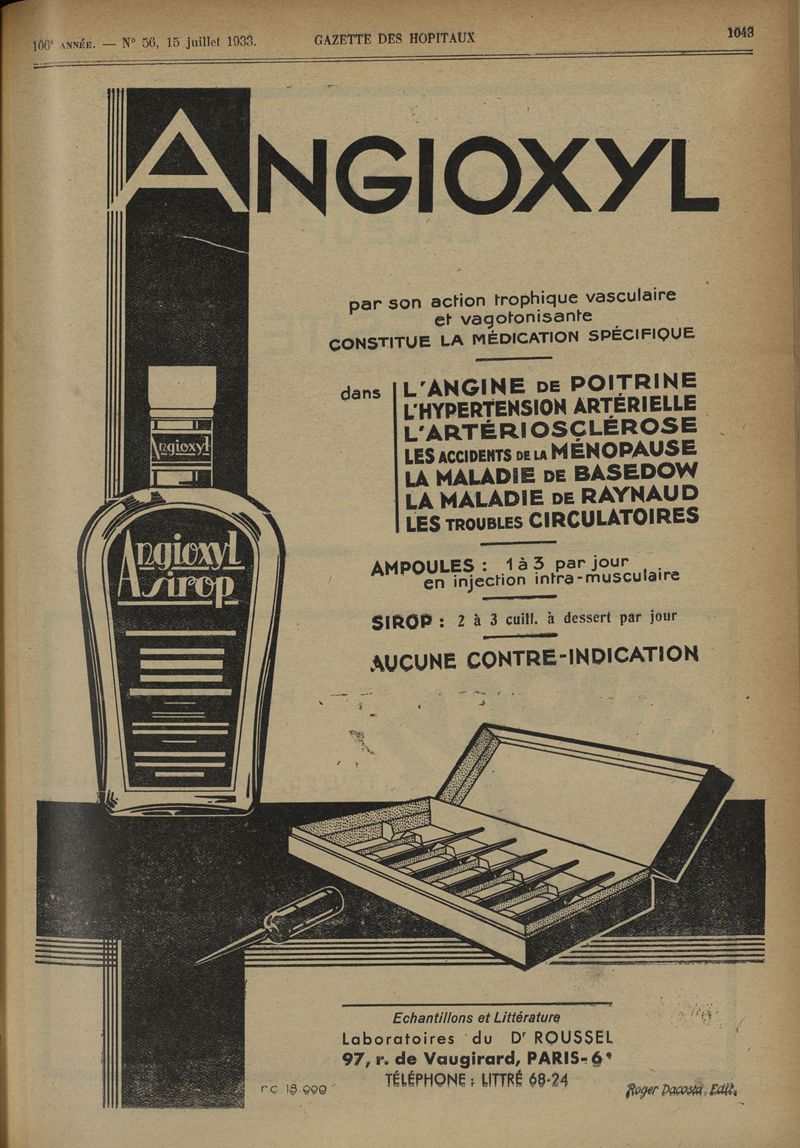 106e ANNÉE. — N° 56, 15 juillet 1933.
GAZETTE DES HOPITAUX
1043
ANGIOXYL
par son action trophique vasculaire
et vagotonisante
CONSTITUE LA MÉDICATION SPÉCIFIQUE
dans
L'ANGINE DE POITRINE
L'HYPERTENSION ARTÉRIELLE
L'ARTÉRIOSCLÉROSE
LES ACCIDENTS DE LA MÉNOPAUSE
LA MALADIE DE BASEDOW
LA MALADIE DE RAYNAUD
LES TROUBLES CIRCULATOIRES
Angioxyl
Angioxyl
sirop
AMPOULES : 1 à 3 par jour
en injection intra-musculaire
SIROP : 2 à 3 cuill. à dessert par jour
AUCUNE CONTRE-INDICATION
Echantillons et Littérature
Laboratoires du Dr ROUSSEL
97, r. de Vaugirard, PARIS-6e
TÉLÉPHONE : LITTRÉ 68-24
r c 18.000
Roger Dacosta. Edit.